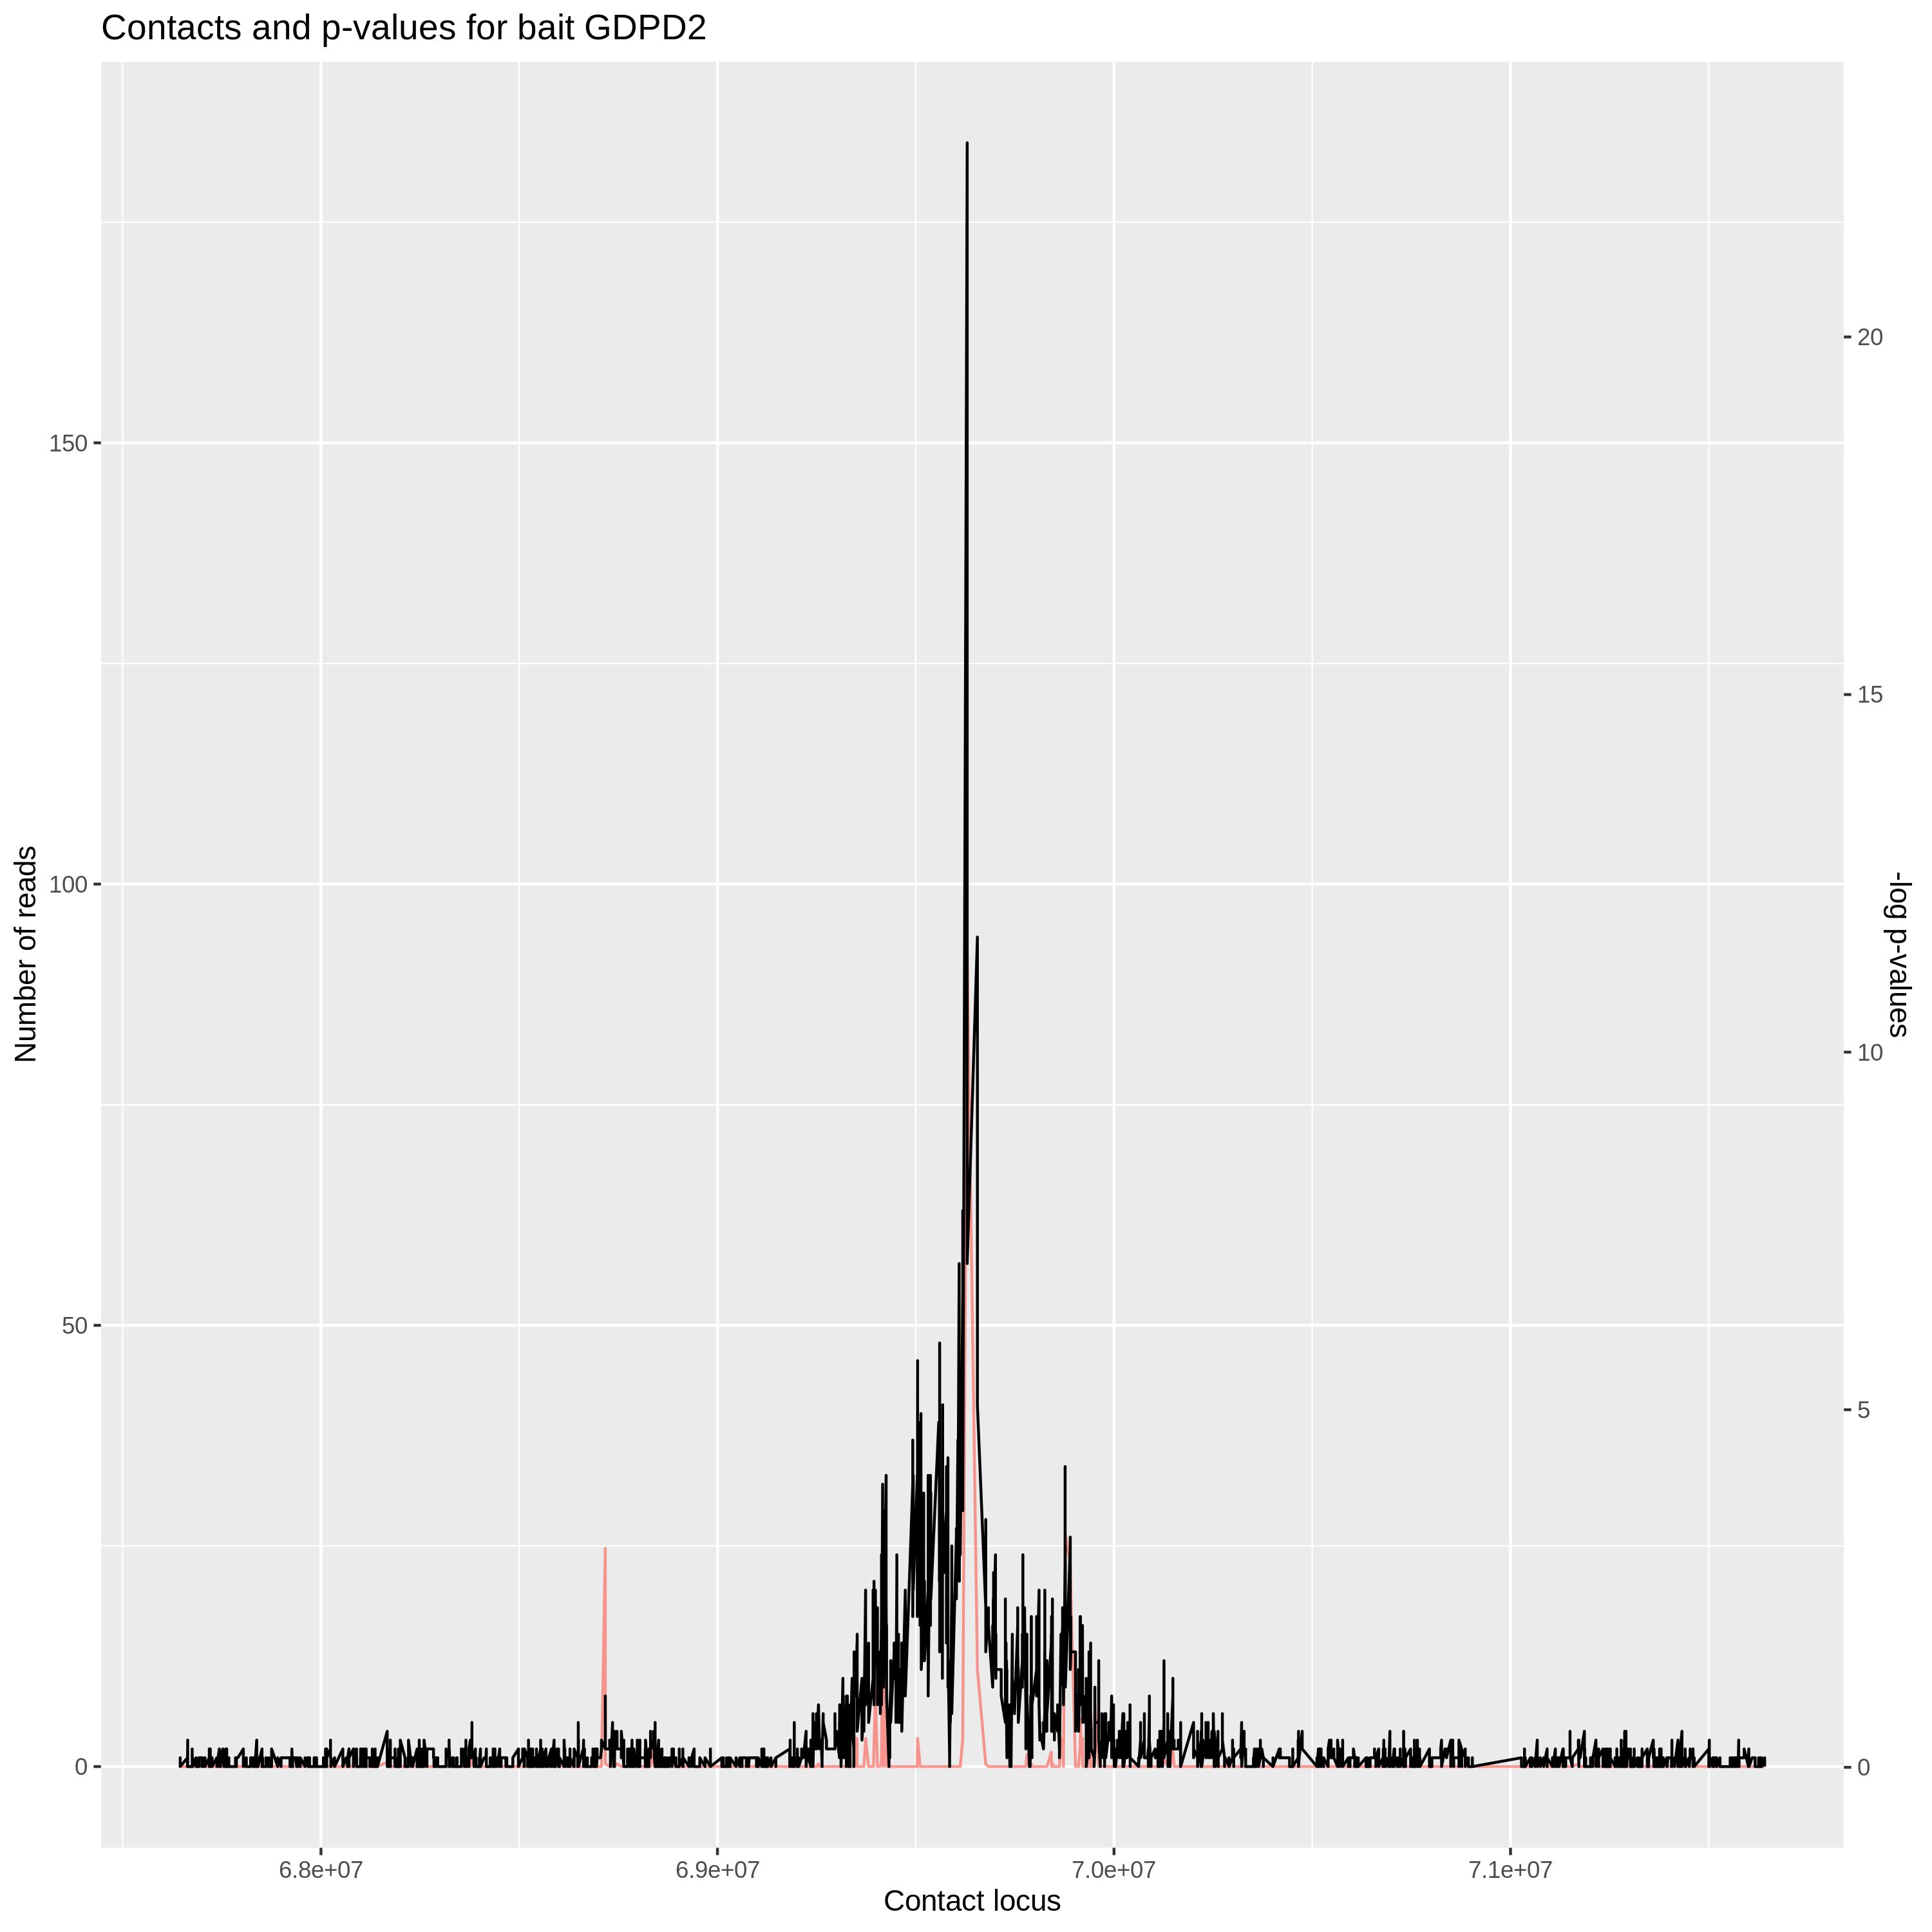 Contacts and p-values for bait GDPD2
150
100
50
0
Number of reads
20
15
10
5
0
-log p-values
6.8e+07
6.9e+07
7.0e+07
7.1e+07
Contact locus